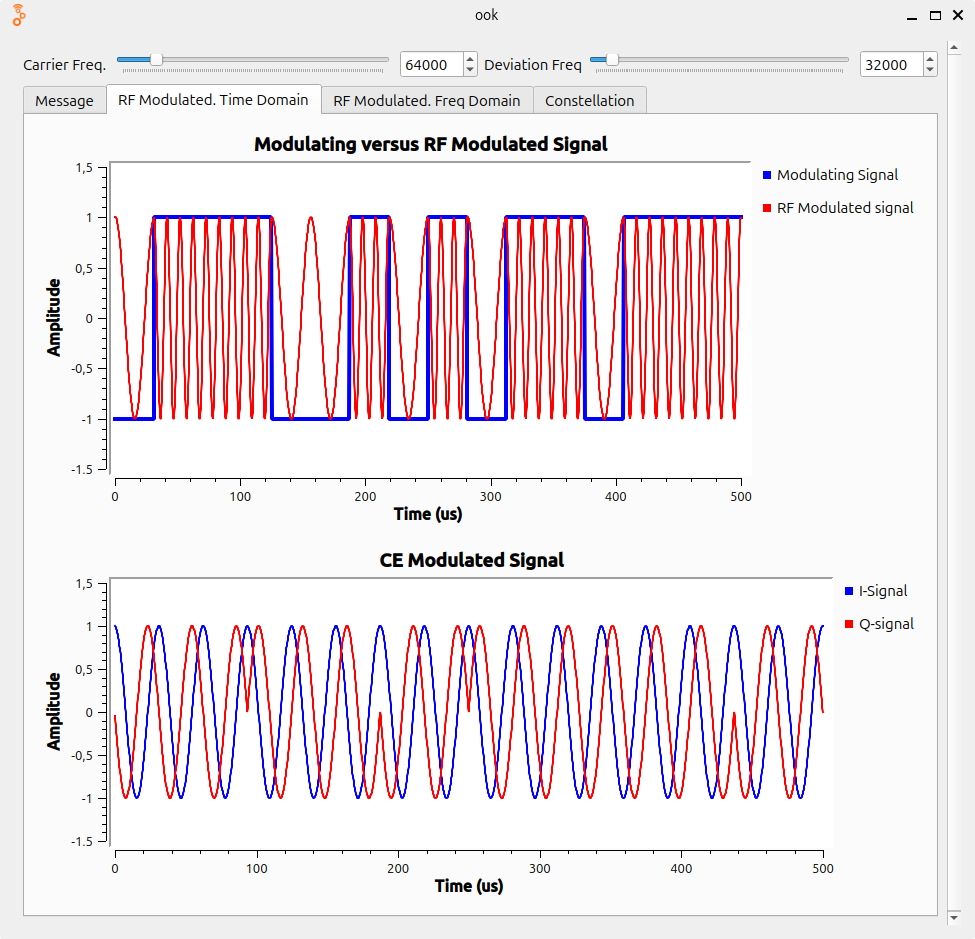 ook
Carrier Freq. 64000 Deviation Freq 32000
Message RF Modulated. Time Domain RF Modulated. Freq Domain Constellation
Modulating versus RF Modulated Signal
1,5
1
0,5
0
-0,5
-1
-1.5
Amplitude
0 100 200 300 400 500
Time (us)
Modulating Signal
RF Modulated signal
CE Modulated Signal
1,5
1
0,5
0
-0,5
-1
-1.5
Amplitude
0 100 200 300 400 500
Time (us)
I-Signal
Q-signal